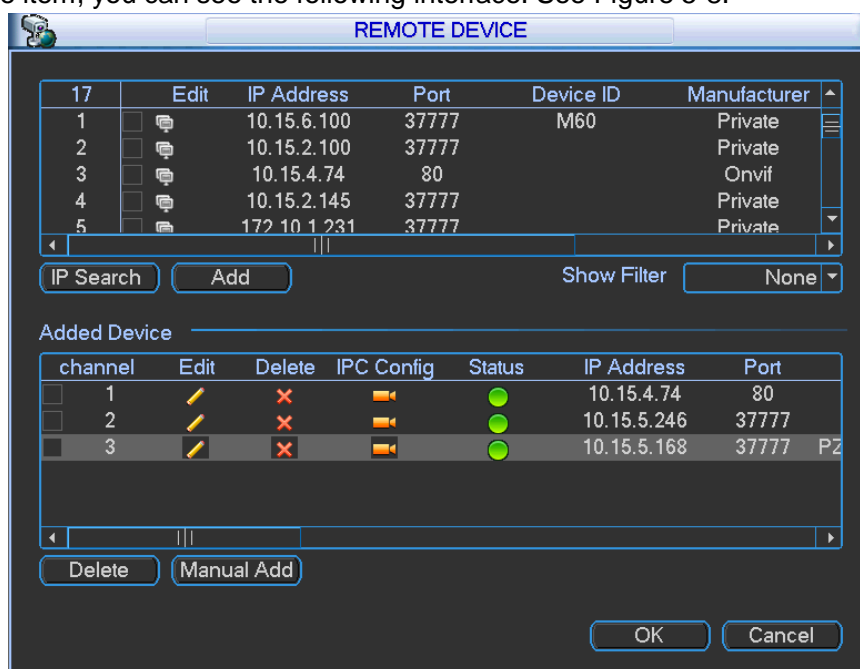 e item, you can see the following interface. See Figure
REMOTE DEVICE
17 Edit IP Address Port Device ID Manufacturer
1 10.15.6.100 37777 M60 Private
2 10.15.2.100 37777 Private
3 10.15.4.74 80 Onvif
4 10.15.2.145 37777 Private
5 172.10.1.231 37777 Private
IP Search Add Show Filter None
Added Device
channel Edit Delete IPC Config Status IP Address Port
1 10.15.4.74 80
2 10.15.5.246 37777
3 10.15.5.168 37777 PZ
Delete Manual Add
OK Cancel